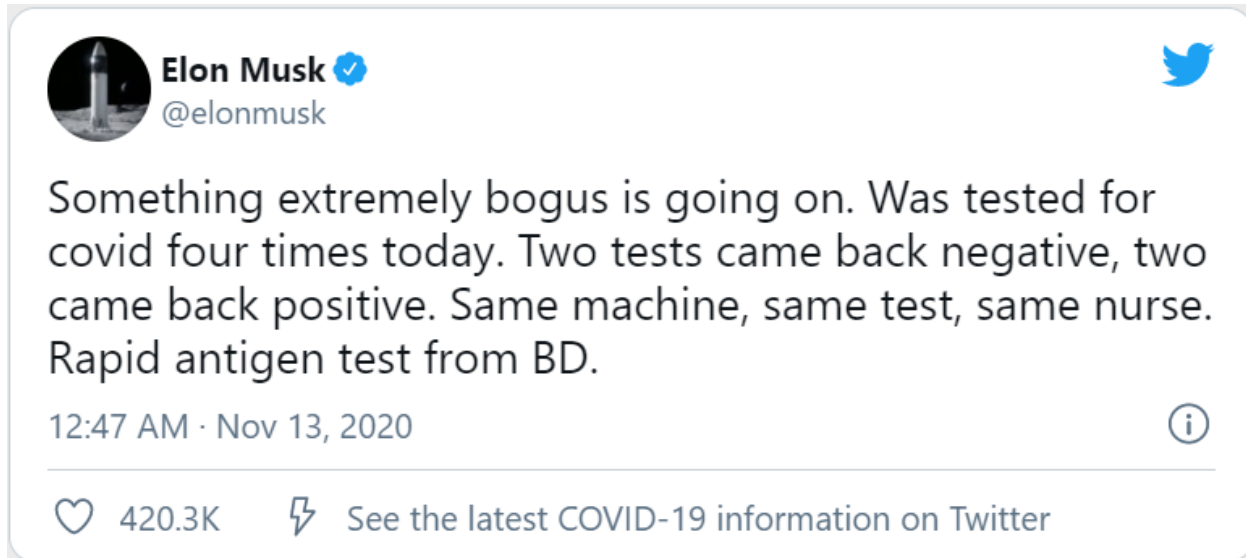 Elon Musk
@elonmusk
Something extremely bogus is going on. Was tested for
covid four times today. Two tests came back negative, two
came back positive. Same machine, same test, same nurse.
Rapid antigen test from BD.
12:47 AM · Nov 13, 2020
420.3K See the latest COVID-19 information on Twitter